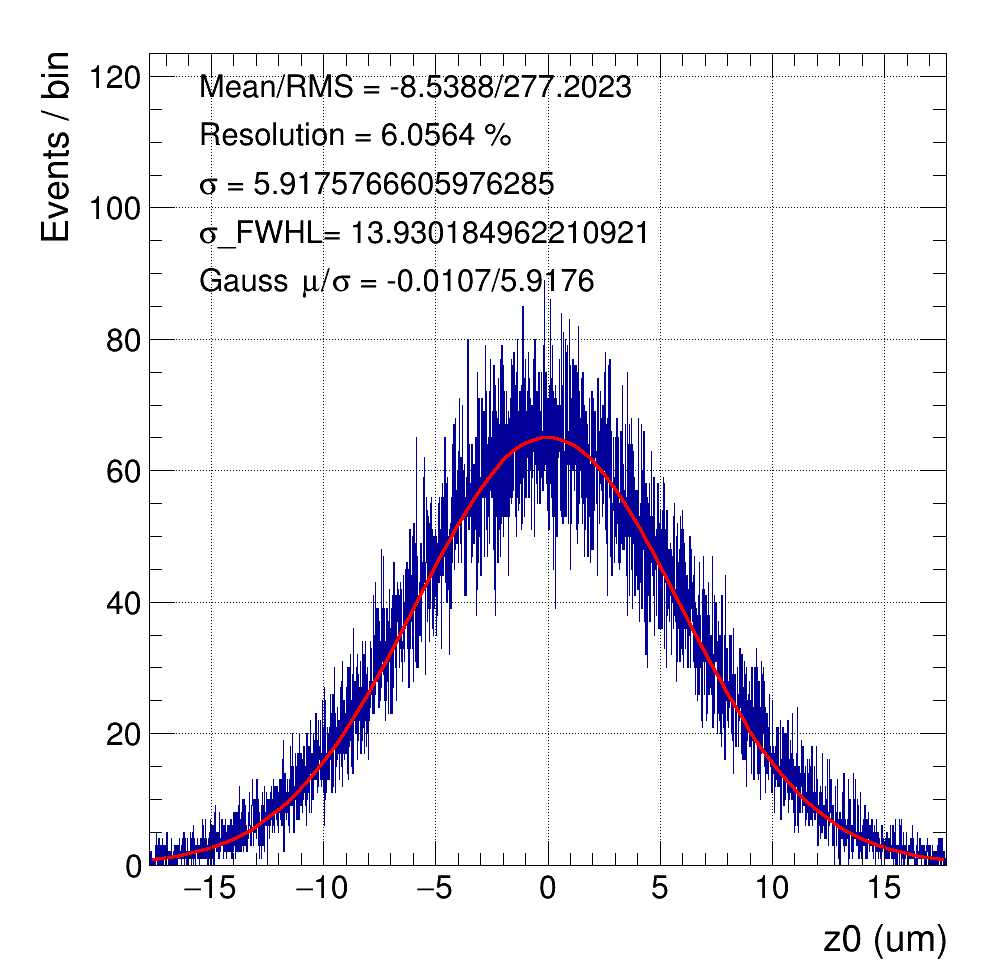 Events / bin
120
100
80
60
40
20
0
Mean/RMS = -8.5388/277.2023
Resolution = 6.0564 %
σ = 5.9175766605976285
σ_FWHL= 13.930184962210921
Gauss μ/σ = -0.0107/5.9176
−15 −10 −5 0 5 10 15
z0 (um)